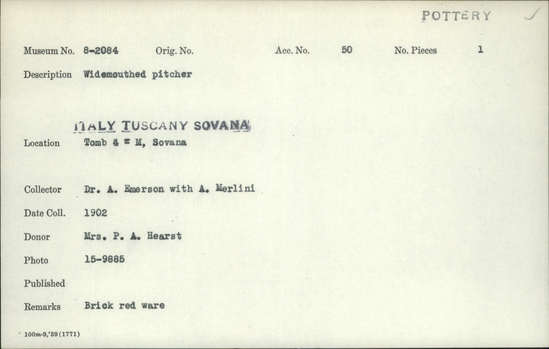 POTTERY
Museum No. 8-2084 Orig. No. Acc. No. 50 No. Pieces 1
Description Widemouthed pitcher
ITALY TUSCANY SOVANA
Location Tomb 4 = M, Sovana
Collector Dr. A. Emerson with A. Merlini
Date Coll. 1902
Donor Mrs. P. A. Hearst
Photo 15-9885
Published
Remarks Brick red ware
100m-9,'39(1771)